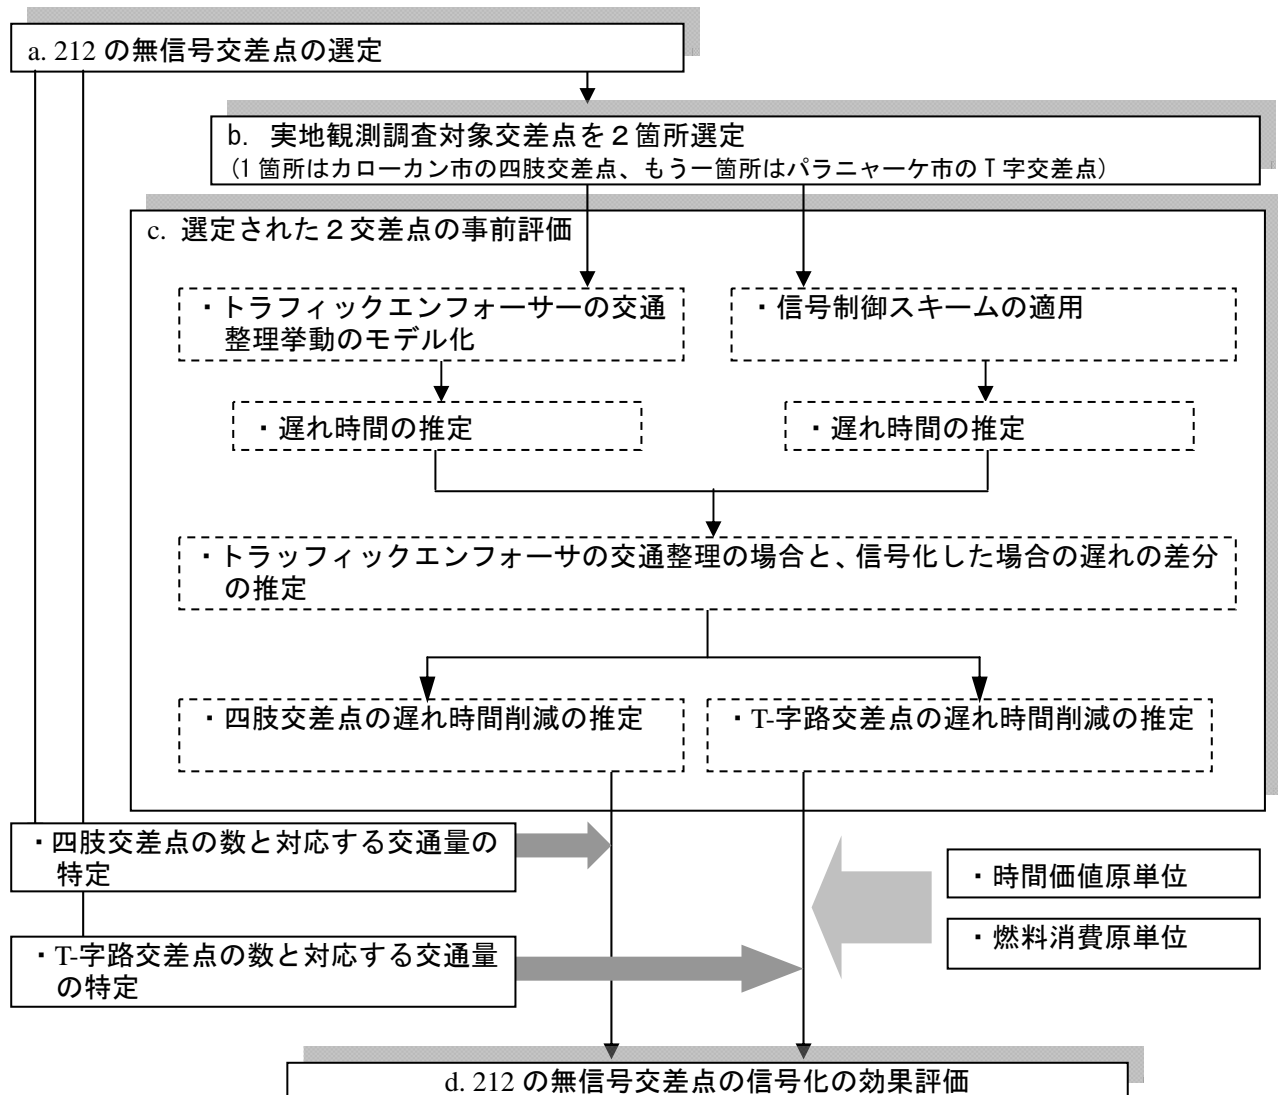 a. 212 の無信号交差点の選定
b. 実地観測調査対象交差点を２箇所選定
(1 箇所はカローカン市の四肢交差点、もう一箇所はパラニャーケ市のT字交差点)
c. 選定された２交差点の事前評価
・トラフィックエンフォーサーの交通
整理挙動のモデル化
・信号制御スキームの適用
・遅れ時間の推定
・遅れ時間の推定
・トラッフィックエンフォーサの交通整理の場合と、信号化した場合の遅れの差分
の推定
・四肢交差点の遅れ時間削減の推定
・T-字路交差点の遅れ時間削減の推定
・四肢交差点の数と対応する交通量の
特定
・時間価値原単位
・T-字路交差点の数と対応する交通量
の特定
・燃料消費原単位
d. 212 の無信号交差点の信号化の効果評価